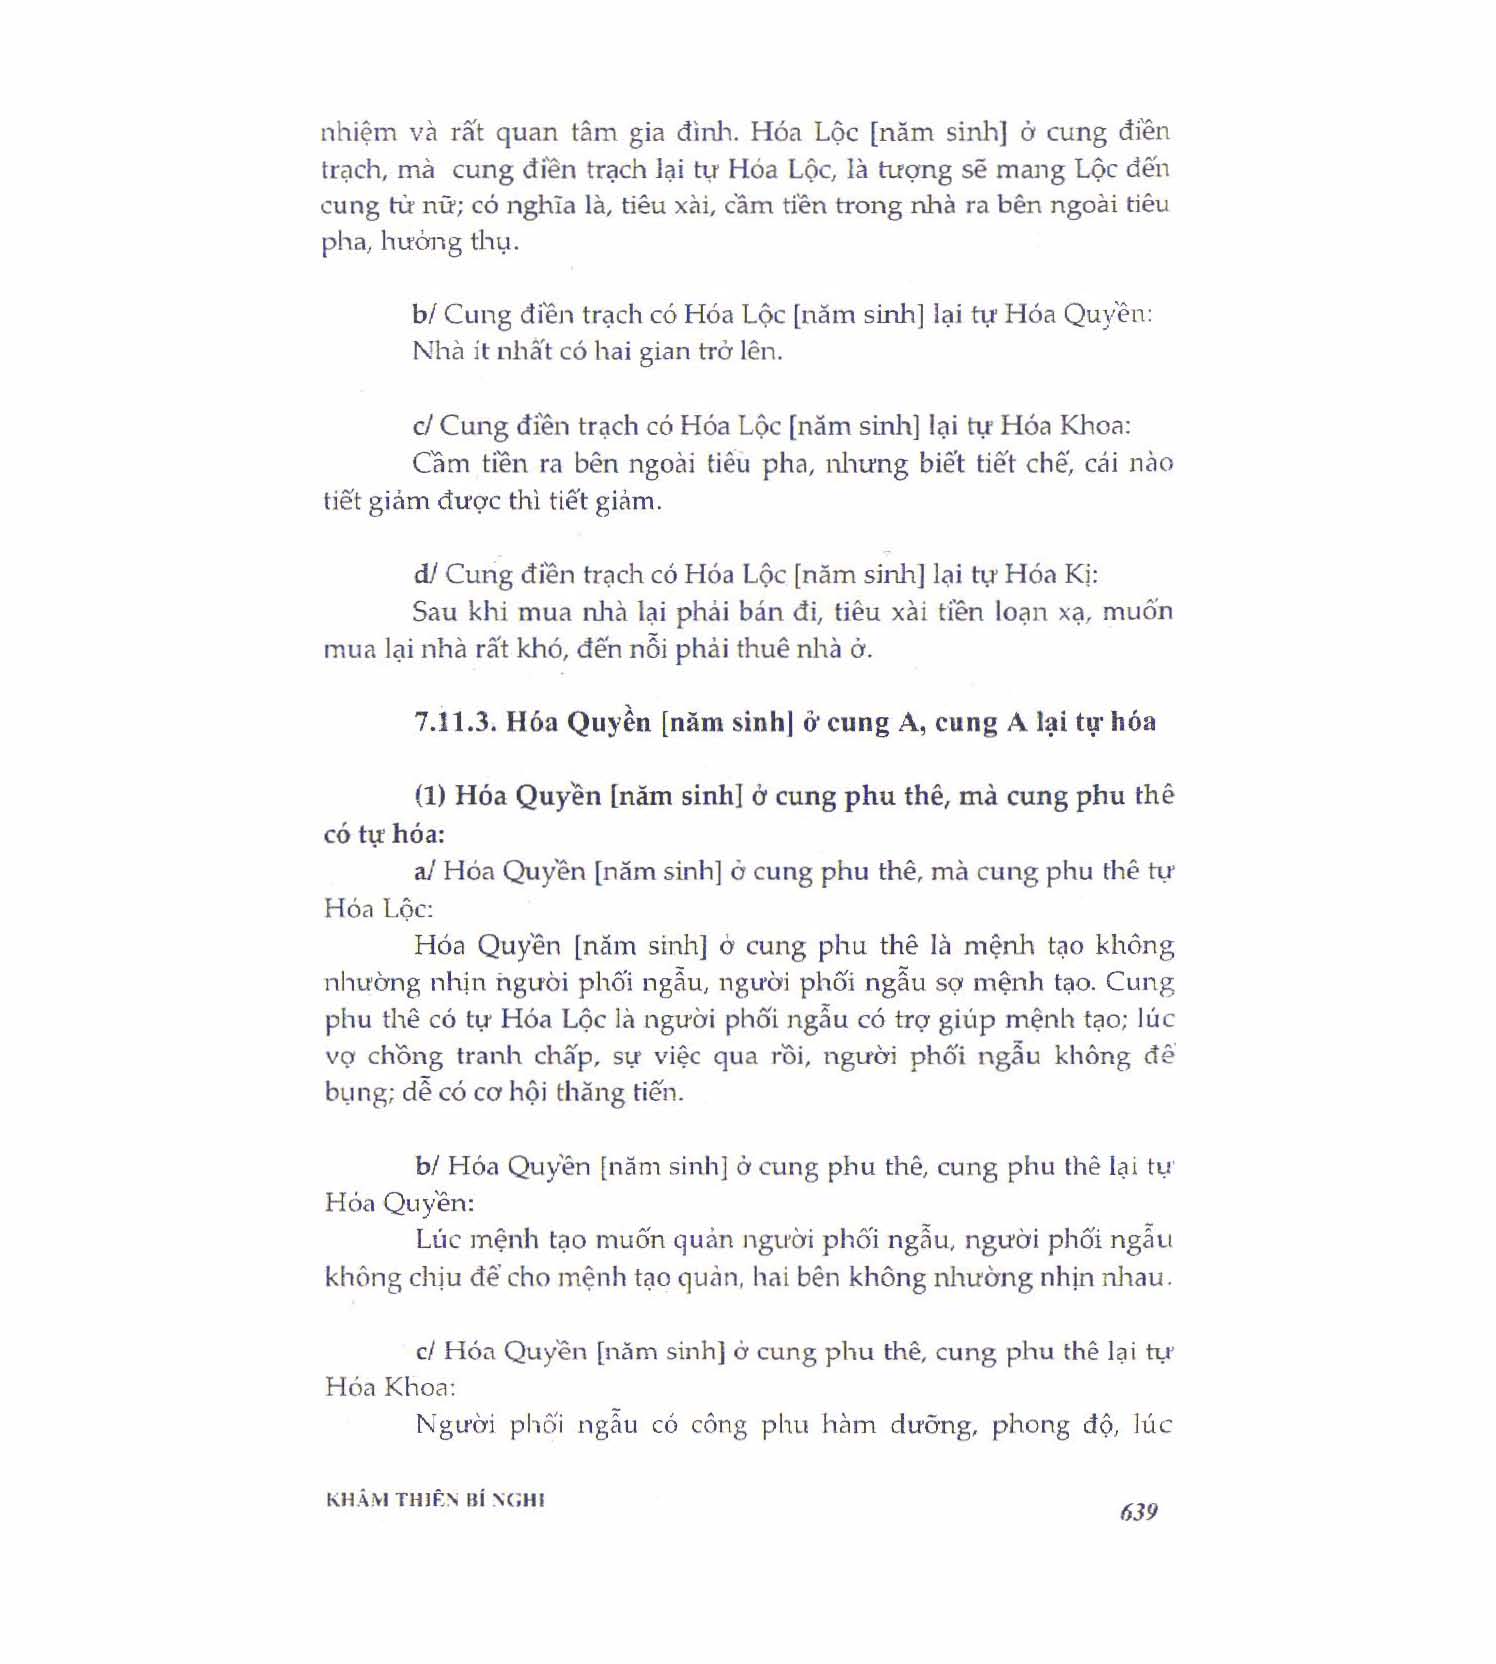 nhiệm và rất quan tâm gia đình. Hóa Lộc [năm sinh] ở cung điền
trạch, mà cung điền trạch lại tự Hóa Lộc, là tượng sẽ mang Lộc đến
cung tử nữ; có nghĩa là, tiêu xài, cầm tiền trong nhà ra bên ngoài tiêu
pha, hưởng thụ.
b/ Cung điền trạch có Hóa Lộc [năm sinh] lại tự Hóa Quyền:
Nhà ít nhất có hai gian trở lên.
c/ Cung điền trạch có Hóa Lộc [năm sinh] lại tự Hóa Khoa:
Cầm tiền ra bên ngoài tiêu pha, nhưng biết tiết chế, cái nào
tiết giảm được thì tiết giảm.
d/ Cung điền trạch có Hóa Lộc [năm sinh] lại tự Hóa Kị:
Sau khi mua nhà lại phải bán đi, tiêu xài tiền loạn xạ, muốn
mua lại nhà rất khó, đến nỗi phải thuê nhà ở.
7.11.3. Hóa Quyền [năm sinh] ở cung A, cung A lại tự hóa
(1) Hóa Quyền [năm sinh] ở cung phu thê, mà cung phu thê
có tự hóa:
a/ Hóa Quyền [năm sinh] ở cung phu thê, mà cung phu thê tự
Hóa Lộc:
Hóa Quyền [năm sinh] ở cung phu thê là mệnh tạo không
nhường nhịn người phối ngẫu, người phối ngẫu sợ mệnh tạo. Cung
phu thê có tự Hóa Lộc là người phối ngẫu có trợ giúp mệnh tạo; lúc
vợ chồng tranh chấp, sự việc qua rồi, người phối ngẫu không để
bụng; dễ có cơ hội thăng tiến.
b/ Hóa Quyền [năm sinh] ở cung phu thê, cung phu thê lại tự
Hóa Quyền:
Lúc mệnh tạo muốn quản người phối ngẫu, người phối ngẫu
không chịu để cho mệnh tạo quản, hai bên không nhường nhịn nhau.
c/ Hóa Quyền [năm sinh] ở cung phu thê, cung phu thê lại tự
Hóa Khoa:
Người phối ngẫu có công phu hàm dưỡng, phong độ, lúc
KHÂM THIÊN BÍ NGHI
639